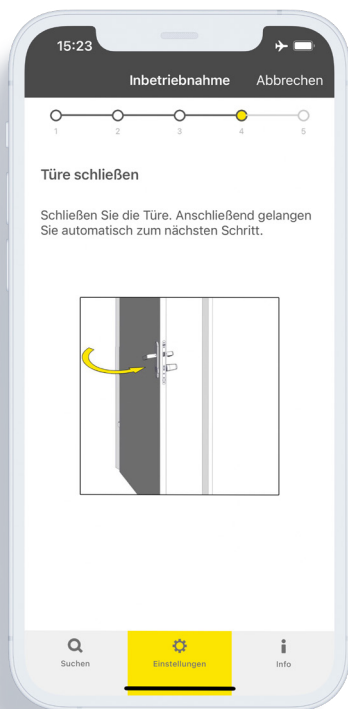 15:23
Inbetriebnahme Abbrechen
1 2 3 4 5
Türe schließen
Schließen Sie die Türe. Anschließend gelangen
Sie automatisch zum nächsten Schritt.
Suchen Einstellungen Info